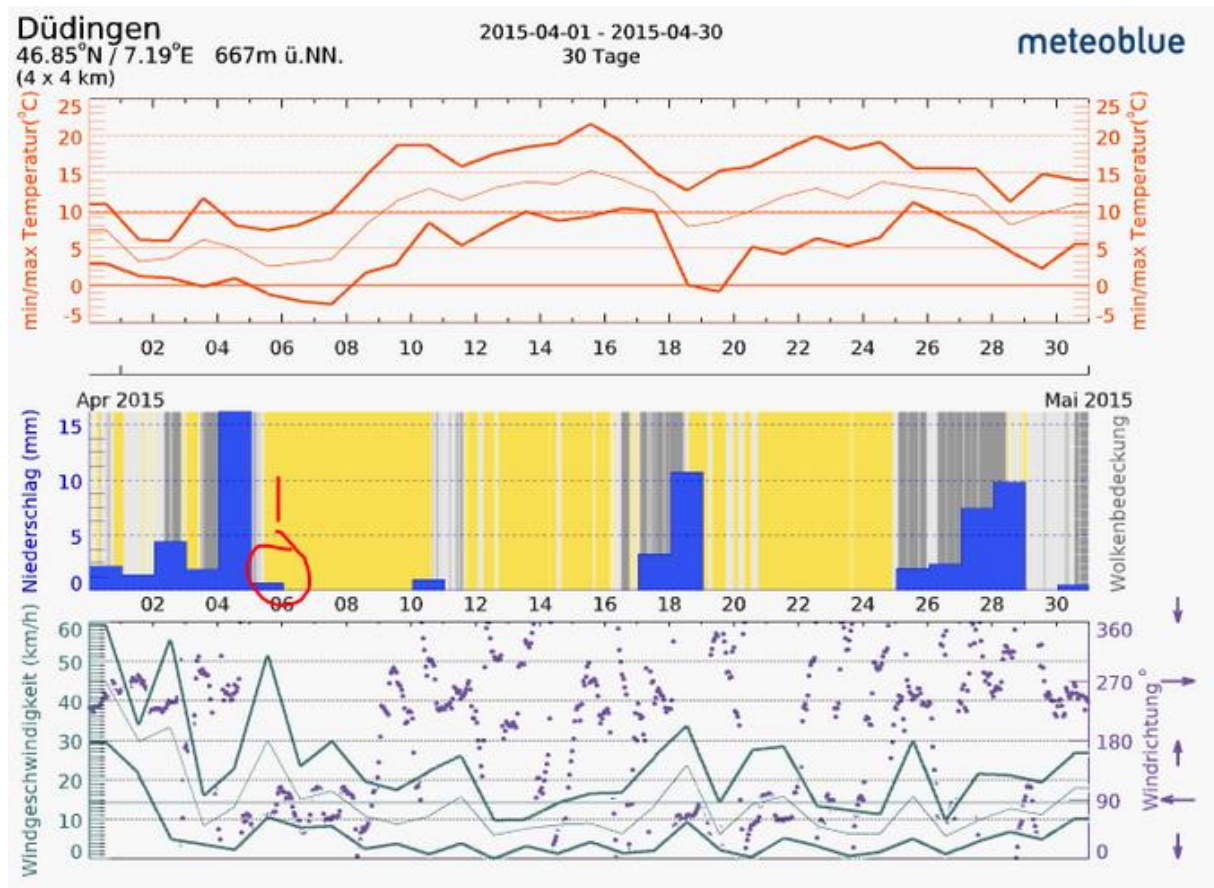 Düdingen
46.85°N / 7.19°E 667m ü.NN.
(4 x 4 km)
2015-04-01 - 2015-04-30
30 Tage
meteoblue
min/max Temperatur(°C)
25
20
15
10
5
0
-5
25
20
15
10
5
0
-5
min/max Temperatur(°C)
02 04 06 08 10 12 14 16 18 20 22 24 26 28 30
Apr 2015
Mai 2015
Niederschlag (mm)
15
10
5
0
Wolkenbedeckung
02 04 06 08 10 12 14 16 18 20 22 24 26 28 30
Windgeschwindigkeit (km/h)
60
50
40
30
20
10
0
360
270
180
90
0
Windrichtung °